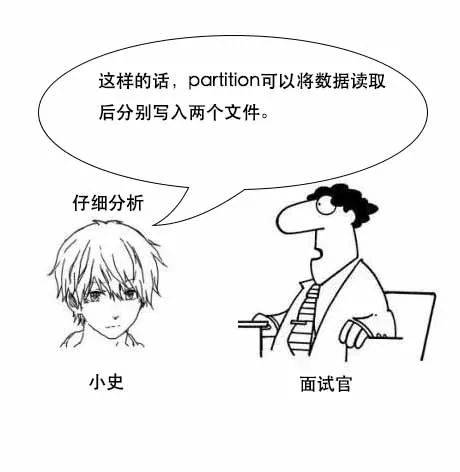 这样的话，partition可以将数据读取
后分别写入两个文件。
仔细分析
小史
面试官